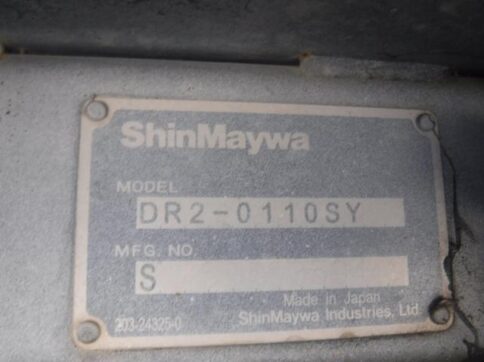 ShinMaywa
MODEL
DR2-0110SY
MFG. NO.
S
Made in Japan
203-24325-0
ShinMaywa Industries, Ltd.